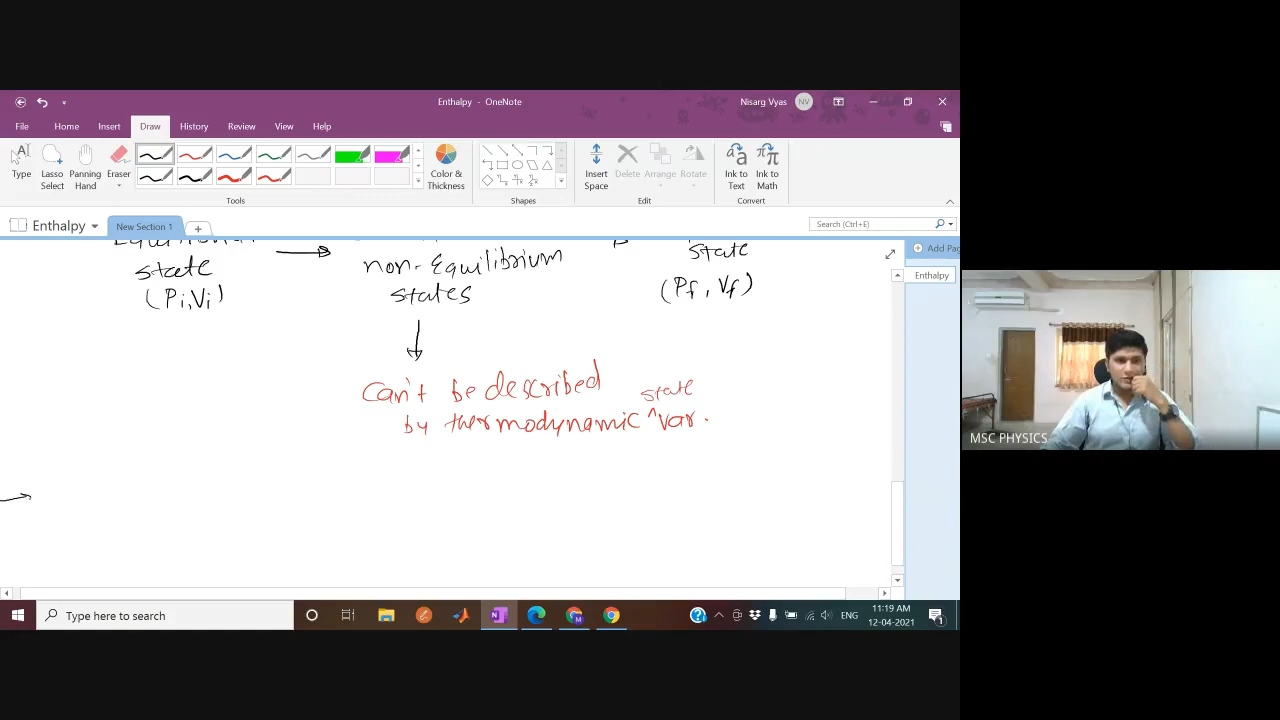 Enthalpy - OneNote
Nisarg Vyas NV
File Home Insert Draw History Review View Help
Type
Lasso Select
Panning Hand
Eraser
Color & Thickness
Insert Space
Delete
Arrange
Rotate
Ink to Text
Ink to Math
Tools
Shapes
Edit
Convert
Enthalpy
New Section 1
Search (Ctrl+E)
Add Pag
Enthalpy
state
(Pi,Vi)
non-Equilibrium
states
state
(Pf, Vf)
can't be described
state
by thermodynamic ^ var.
MSC PHYSICS
Type here to search
ENG
11:19 AM
12-04-2021